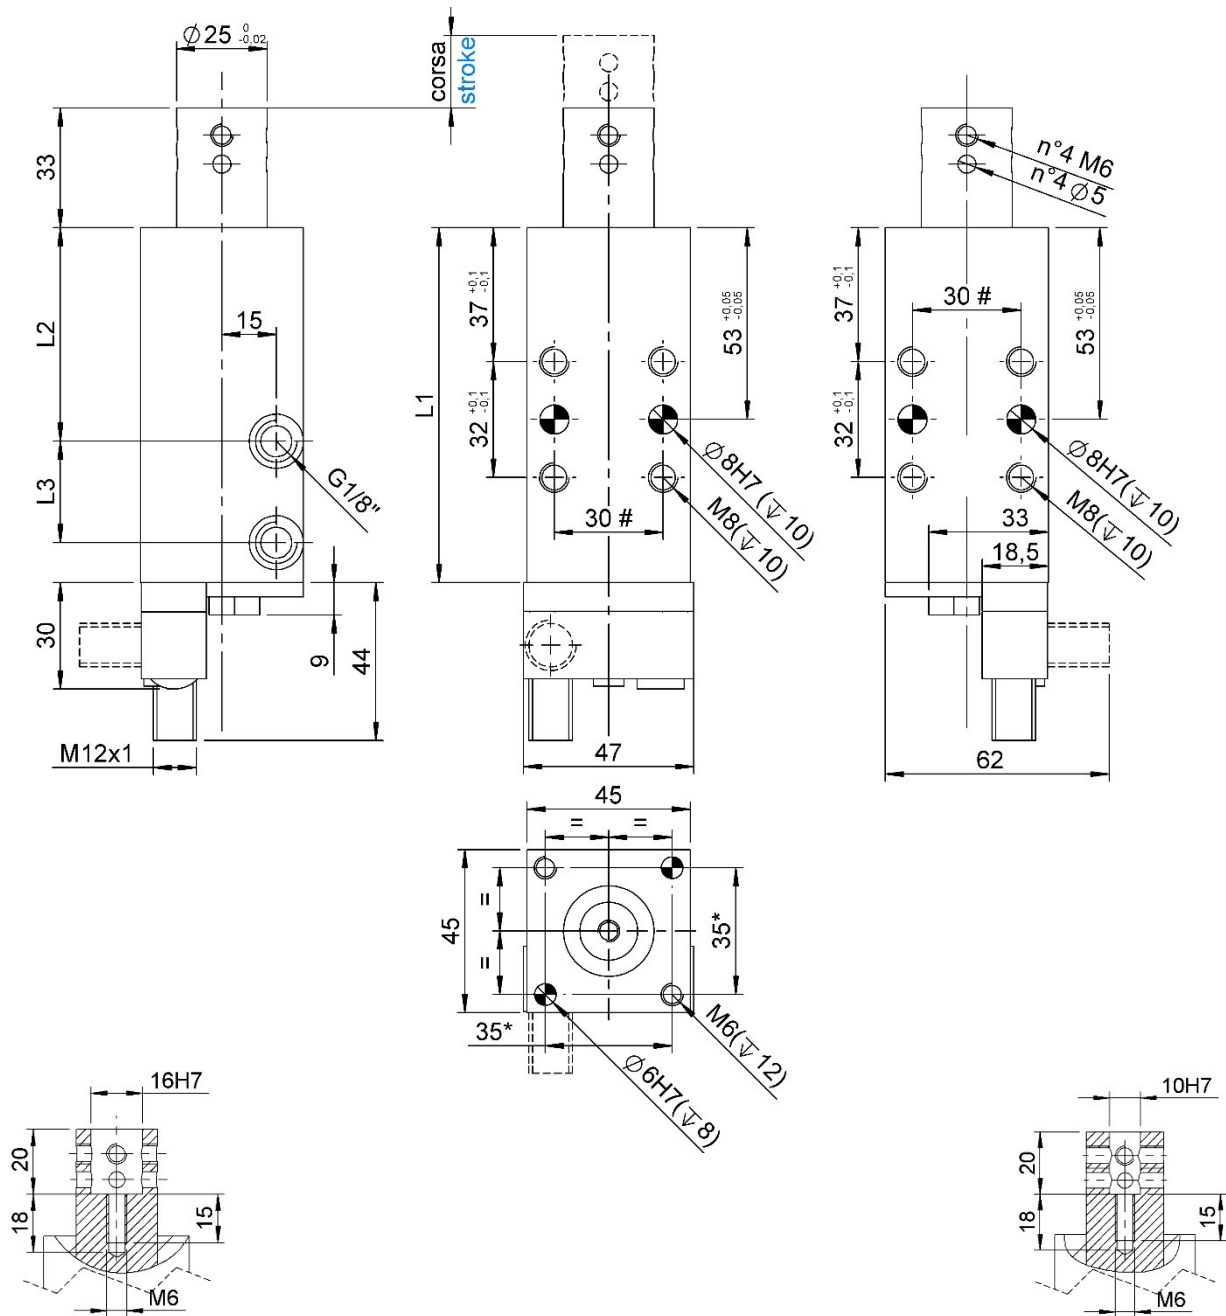 Ø25 0 -0,02
corsa
stroke
33
L2
L3
15
G1/8"
30
9
44
M12x1
L1
37 +0,1 -0,1
32 +0,1 -0,1
53 +0,05 -0,05
30 #
Ø8H7 (↧10)
M8(↧10)
47
n°4 M6
n°4 Ø5
37 +0,1 -0,1
32 +0,1 -0,1
30 #
53 +0,05 -0,05
Ø8H7(↧10)
M8(↧10)
33
18,5
62
45
= =
45
=
=
35*
35*
M6(↧12)
Ø6H7(↧8)
16H7
20
18
15
M6
10H7
20
18
15
M6